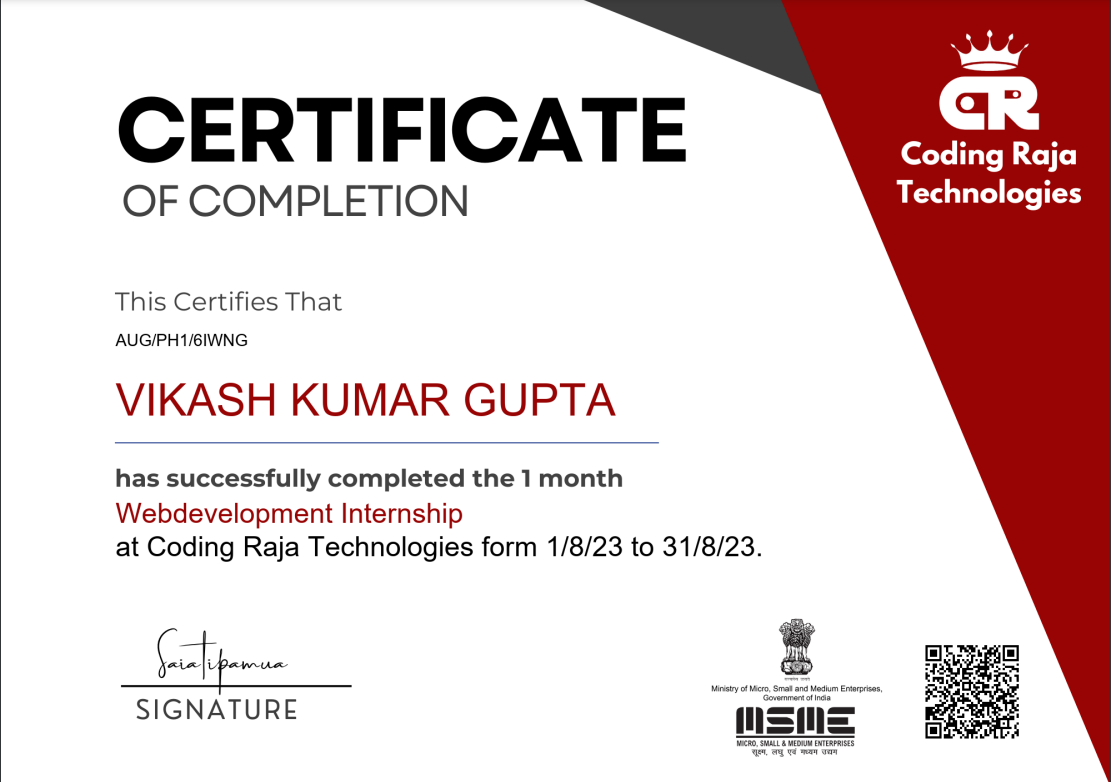 CERTIFICATE
OF COMPLETION
CR
Coding Raja
Technologies
This Certifies That
AUG/PH1/6IWNG
VIKASH KUMAR GUPTA
has successfully completed the 1 month
Webdevelopment Internship
at Coding Raja Technologies form 1/8/23 to 31/8/23.
Saiatipamua
SIGNATURE
सत्यमेव जयते
Ministry of Micro, Small and Medium Enterprises,
Government of India
MSME
MICRO, SMALL & MEDIUM ENTERPRISES
सूक्ष्म, लघु एवं मध्यम उद्यम